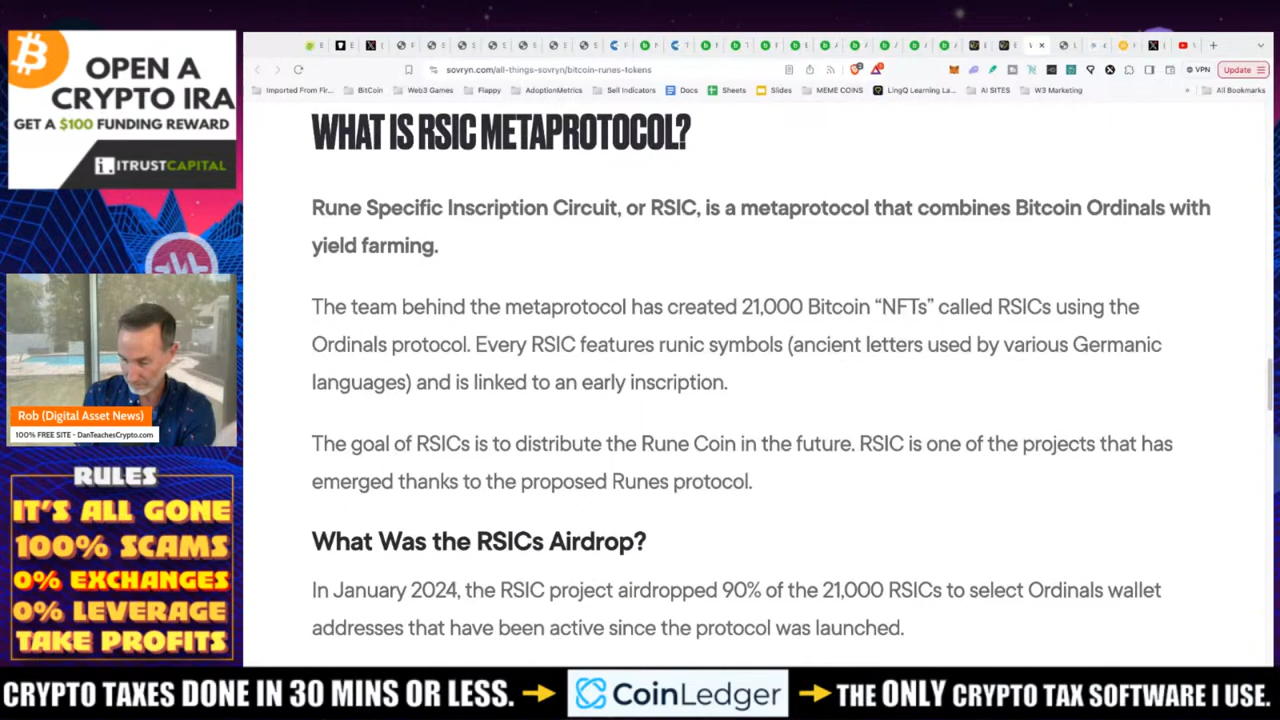 OPEN A
CRYPTO IRA
GET A $100 FUNDING REWARD
ITRUSTCAPITAL
sovryn.com/all-things-sovryn/bitcoin-runes-tokens
VPN
Update
Imported From Fir...
BitCoin
Web3 Games
Flappy
AdoptionMetrics
Sell Indicators
Docs
Sheets
Slides
MEME COINS
LingQ Learning La...
AI SITES
W3 Marketing
»
All Bookmarks
WHAT IS RSIC METAPROTOCOL?
Rune Specific Inscription Circuit, or RSIC, is a metaprotocol that combines Bitcoin Ordinals with
yield farming.
The team behind the metaprotocol has created 21,000 Bitcoin “NFTs” called RSICs using the
Ordinals protocol. Every RSIC features runic symbols (ancient letters used by various Germanic
languages) and is linked to an early inscription.
The goal of RSICs is to distribute the Rune Coin in the future. RSIC is one of the projects that has
emerged thanks to the proposed Runes protocol.
What Was the RSICs Airdrop?
In January 2024, the RSIC project airdropped 90% of the 21,000 RSICs to select Ordinals wallet
addresses that have been active since the protocol was launched.
Rob (Digital Asset News)
100% FREE SITE - DanTeachesCrypto.com
RULES
IT'S ALL GONE
100% SCAMS
0% EXCHANGES
0% LEVERAGE
TAKE PROFITS
CRYPTO TAXES DONE IN 30 MINS OR LESS.
CoinLedger
THE ONLY CRYPTO TAX SOFTWARE I USE.